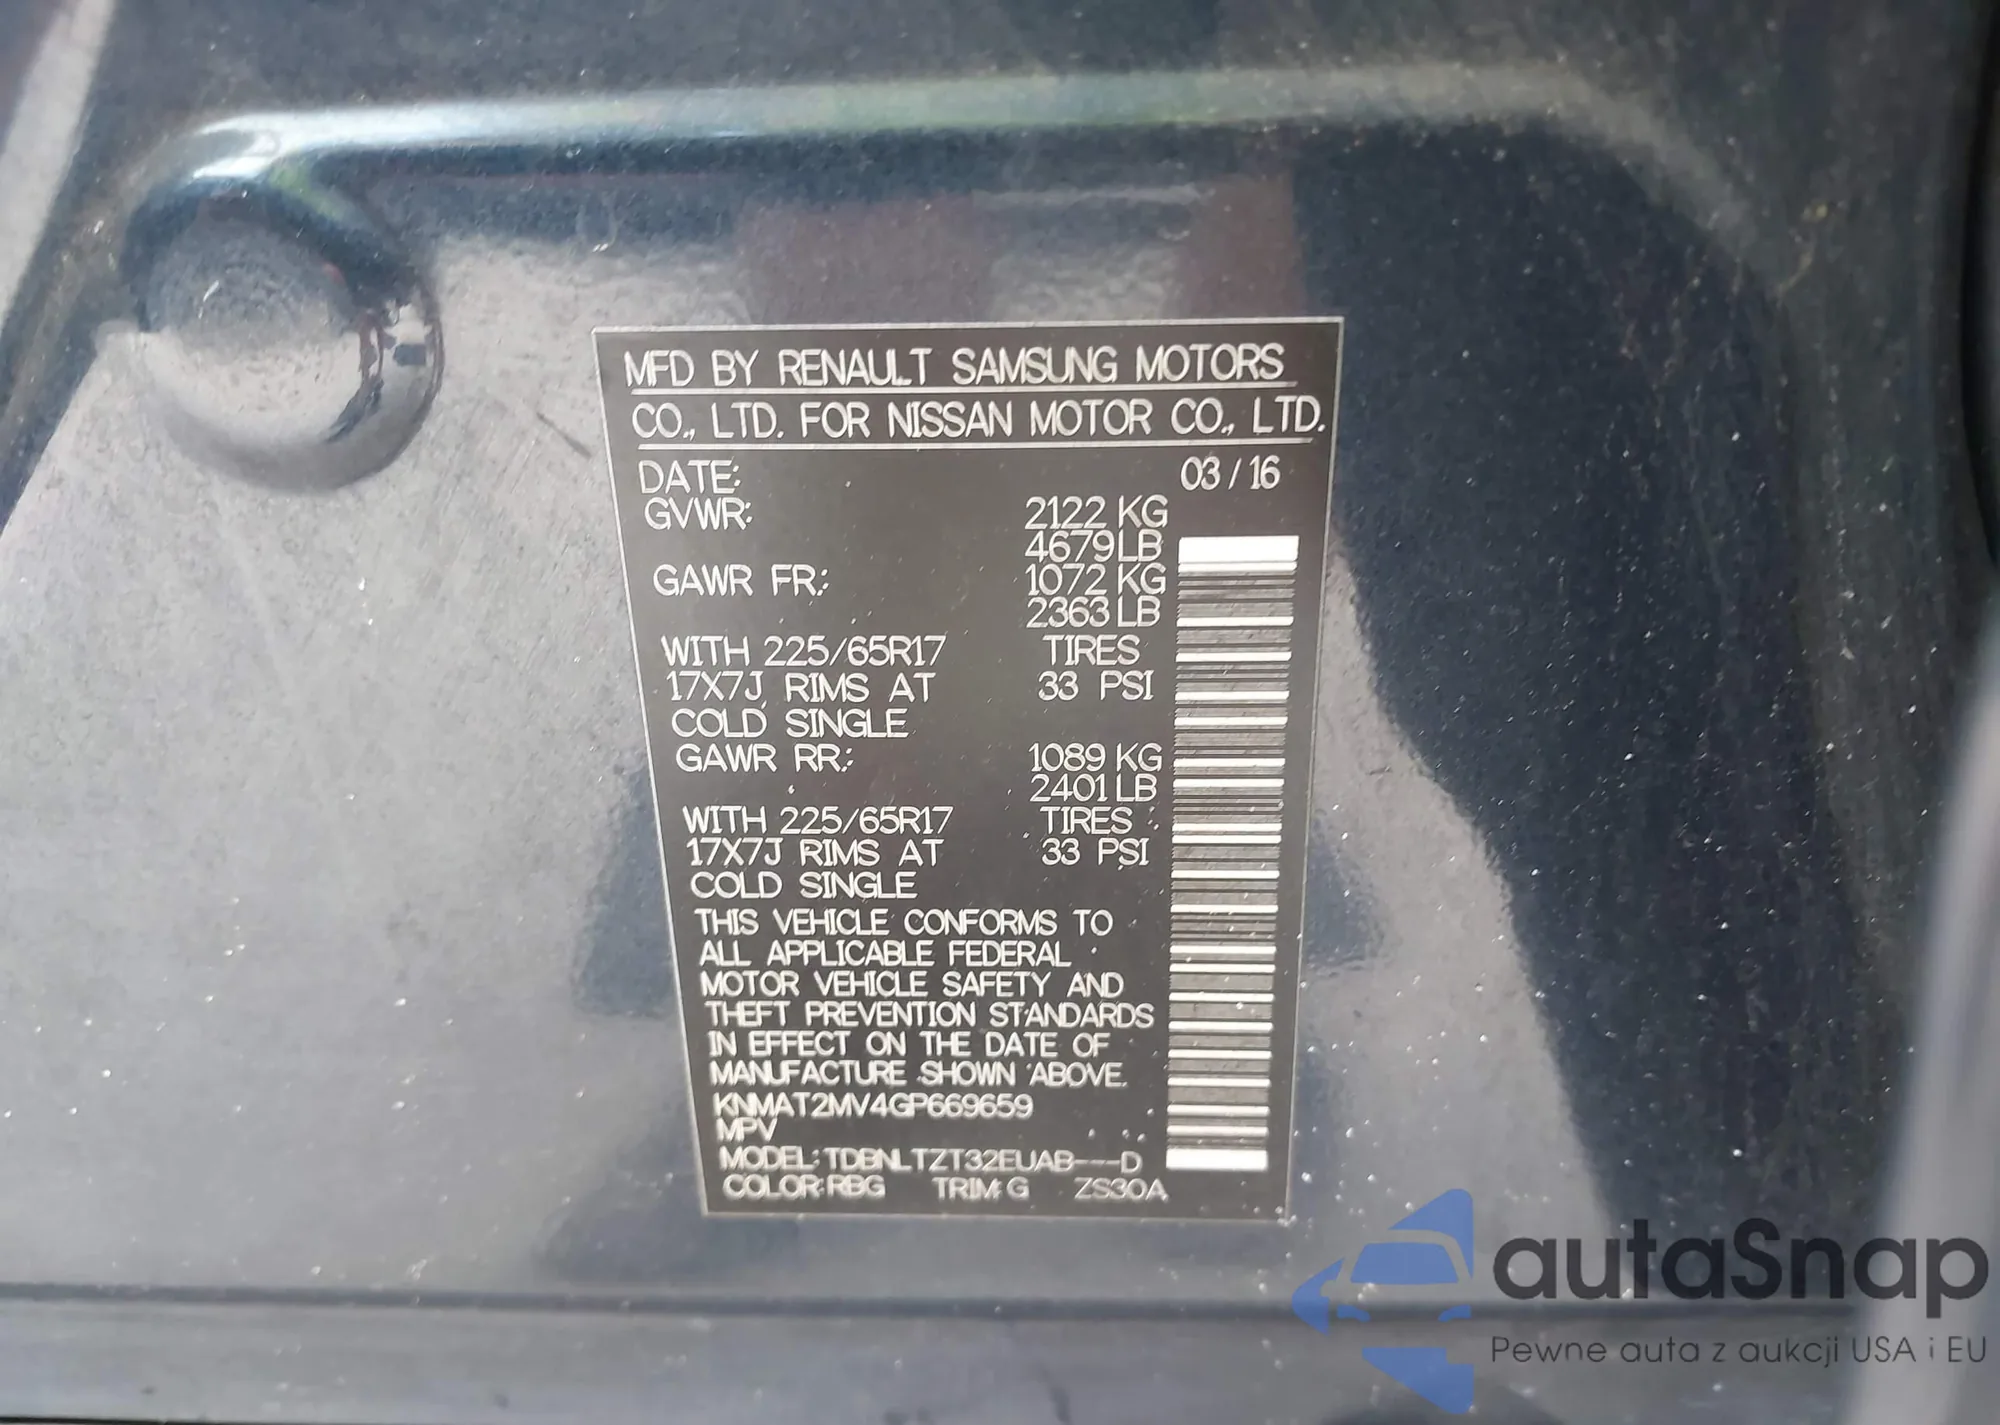 MFD BY RENAULT SAMSUNG MOTORS
CO., LTD. FOR NISSAN MOTOR CO., LTD.
DATE: 03/16
GVWR: 2122 KG
4679 LB
GAWR FR.: 1072 KG
2363 LB
WITH 225/65R17 TIRES
17X7J RIMS AT 33 PSI
COLD SINGLE
GAWR RR.: 1089 KG
2401 LB
WITH 225/65R17 TIRES
17X7J RIMS AT 33 PSI
COLD SINGLE
THIS VEHICLE CONFORMS TO
ALL APPLICABLE FEDERAL
MOTOR VEHICLE SAFETY AND
THEFT PREVENTION STANDARDS
IN EFFECT ON THE DATE OF
MANUFACTURE SHOWN ABOVE.
KNMAT2MV4GP669659
MPV
MODEL: TDBNLTZT32EUAB---D
COLOR: RBG TRIM: G ZS30A
autaSnap
Pewne auta z aukcji USA i EU